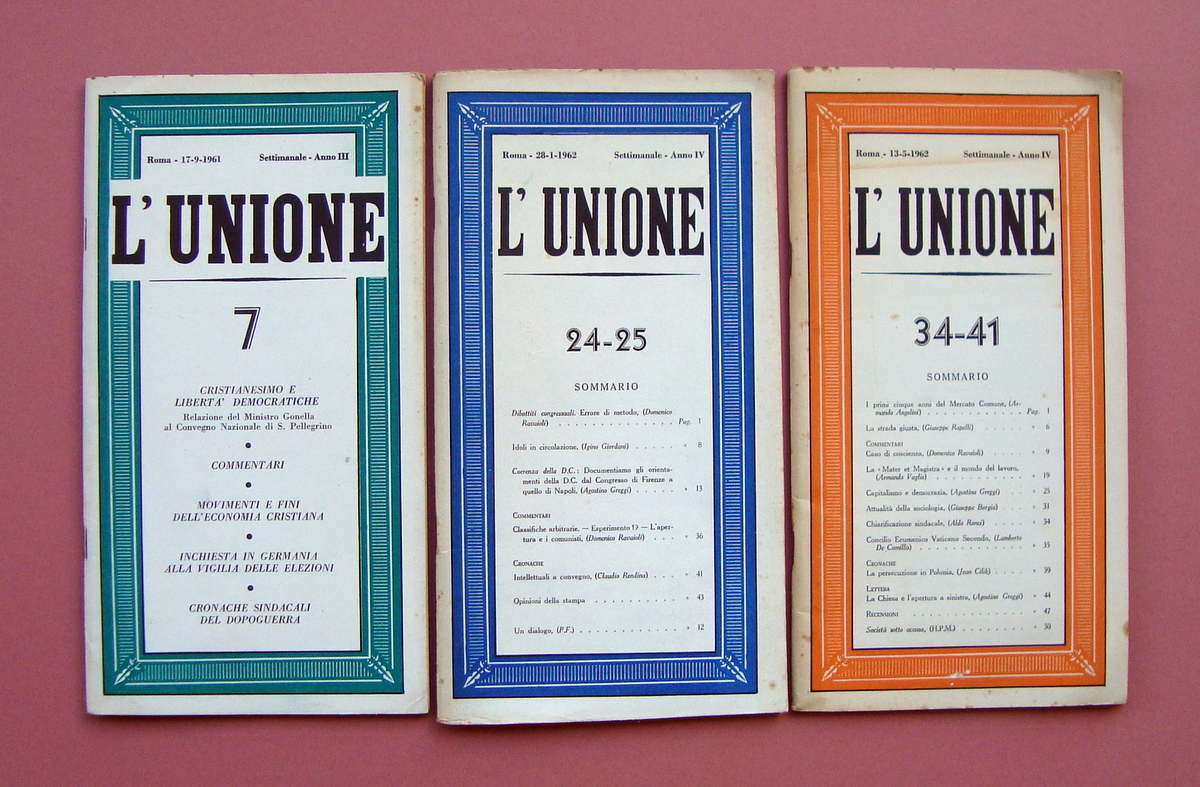 Roma - 17-9-1961 Settimanale - Anno III
L' UNIONE
7
CRISTIANESIMO E
LIBERTA' DEMOCRATICHE
Relazione del Ministro Gonella
al Convegno Nazionale di S. Pellegrino
•
COMMENTARI
•
MOVIMENTI E FINI
DELL'ECONOMIA CRISTIANA
•
INCHIESTA IN GERMANIA
ALLA VIGILIA DELLE ELEZIONI
•
CRONACHE SINDACALI
DEL DOPOGUERRA
Roma - 28-1-1962 Settimanale - Anno IV
L' UNIONE
24-25
SOMMARIO
Dibattiti congressuali. Errore di metodo, (Domenico
Ravaioli) . . . . . . . . . . . . . . . Pag. 1
Idoli in circolazione, (Igino Giordani) . . . . » 8
Correnza della D.C.: Documentiamo gli orienta-
menti della D.C. dal Congresso di Firenze a
quello di Napoli, (Agostino Greggi) . . . . . » 13
COMMENTARI
Classifiche arbitrarie. — Esperimento 1? — L'aper-
tura e i comunisti, (Domenico Ravaioli) . . . » 36
CRONACHE
Intellettuali a convegno, (Claudio Rendina) . . . » 41
Opinioni della stampa . . . . . . . . . . . » 43
Un dialogo, (P.F.) . . . . . . . . . . . . » 12
Roma - 13-5-1962 Settimanale - Anno IV
L' UNIONE
34-41
SOMMARIO
I primi cinque anni del Mercato Comune, (Ar-
mando Angelini) . . . . . . . . . . . . Pag. 1
La strada giusta, (Giuseppe Rapelli) . . . . . » 6
COMMENTARI
Caso di coscienza, (Domenico Ravaioli) . . . . » 9
La «Mater et Magistra» e il mondo del lavoro,
(Armando Vaglio) . . . . . . . . . . . . » 19
Capitalismo e democrazia, (Agostino Greggi) . . . » 25
Attualità della sociologia, (Giuseppe Borgia) . . . » 31
Chiarificazione sindacale, (Aldo Ronci) . . . . » 34
Concilio Ecumenico Vaticano Secondo, (Lamberto
De Camillis) . . . . . . . . . . . . . . » 35
CRONACHE
La persecuzione in Polonia, (Jean Cilik) . . . . » 39
LETTERA
La Chiesa e l'apertura a sinistra, (Agostino Greggi) » 44
RECENSIONI . . . . . . . . . . . . . . » 47
Società sotto accusa, (H.P.M.) . . . . . . . . » 30